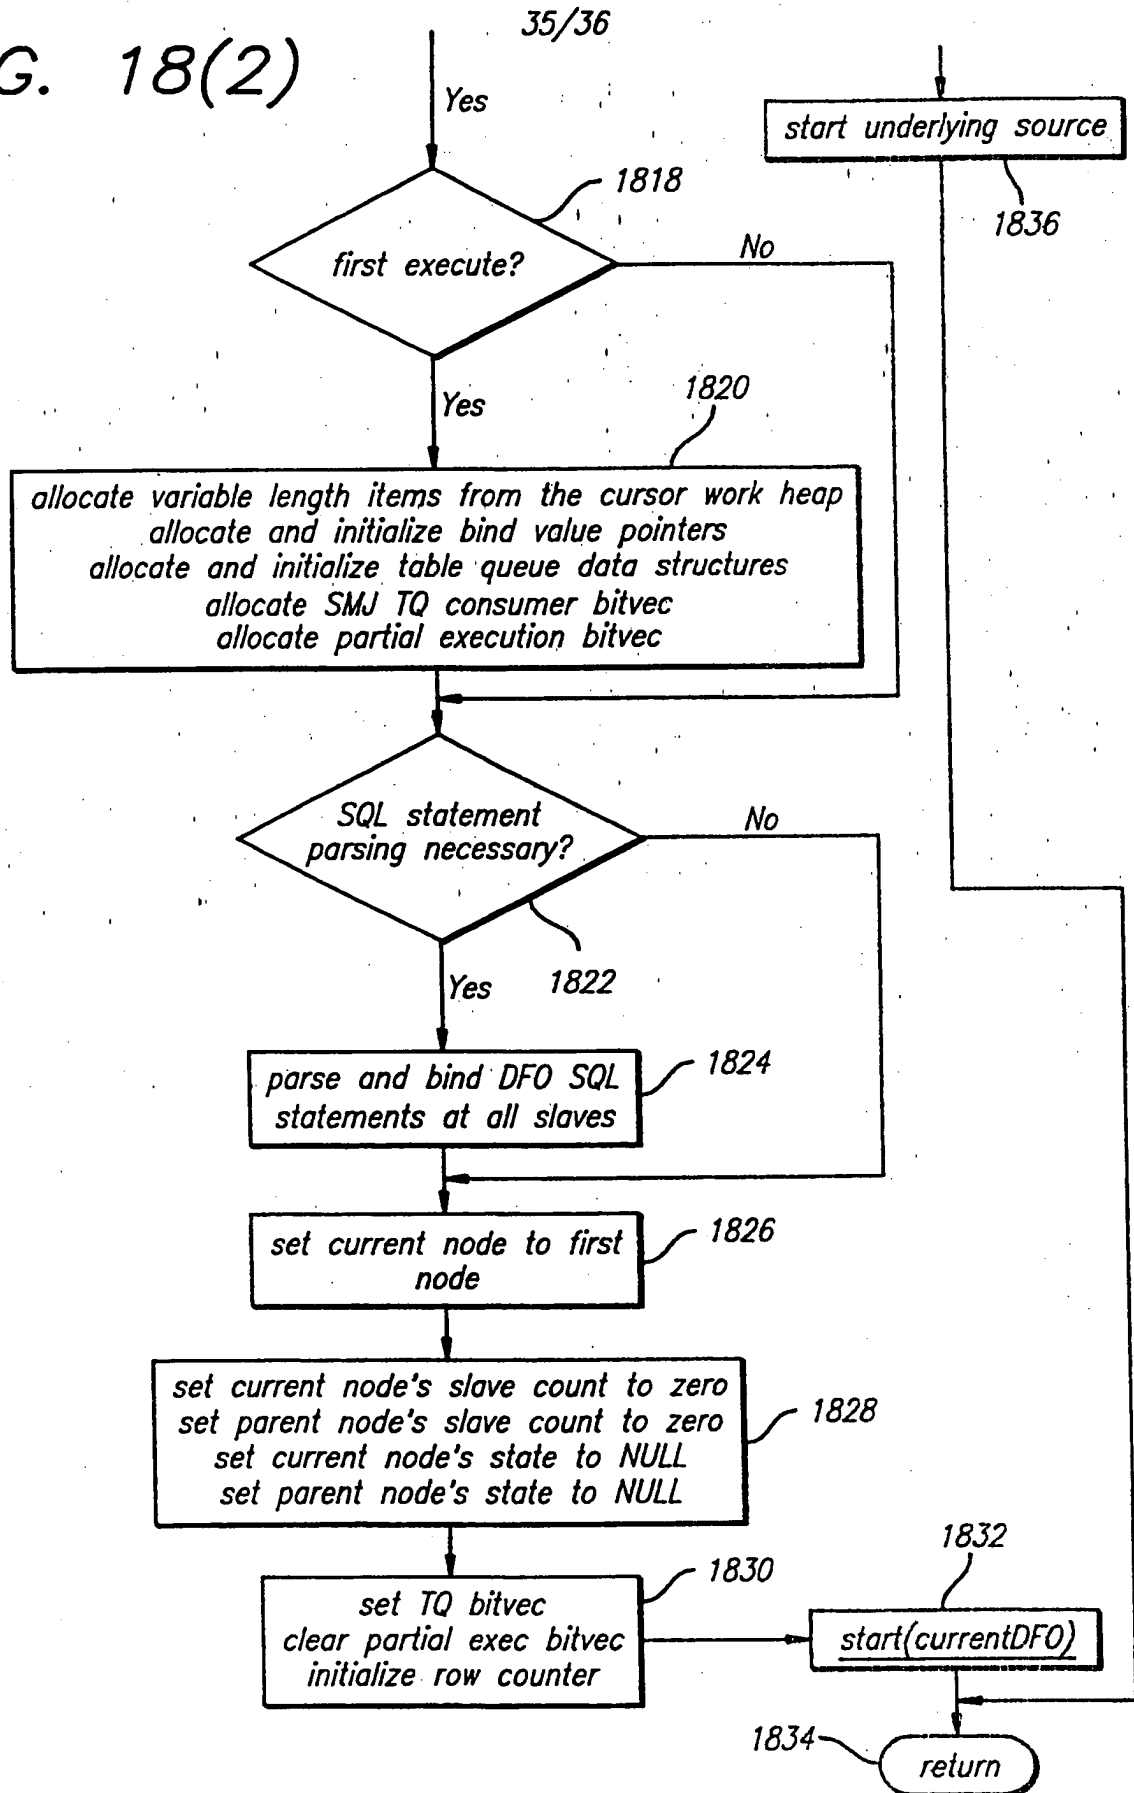 35/36
G. 18(2)
Yes
start underlying source
1818
1836
first execute?
No
Yes
1820
allocate variable length items from the cursor work heap
allocate and initialize bind value pointers
allocate and initialize table queue data structures
allocate SMJ TQ consumer bitvec
allocate partial execution bitvec
SQL statement
parsing necessary?
No
Yes
1822
parse and bind DFO SQL
statements at all slaves
1824
set current node to first
node
1826
set current node's slave count to zero
set parent node's slave count to zero
set current node's state to NULL
set parent node's state to NULL
1828
1830
1832
set TQ bitvec
clear partial exec bitvec
initialize row counter
start(currentDFO)
1834
return